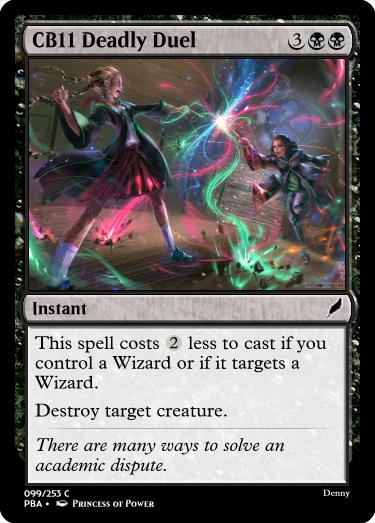 CB11 Deadly Duel 3
Instant
This spell costs 2 less to cast if you
control a Wizard or if it targets a
Wizard.
Destroy target creature.
There are many ways to solve an
academic dispute.
099/253 C Denny
PBA • Princess of Power